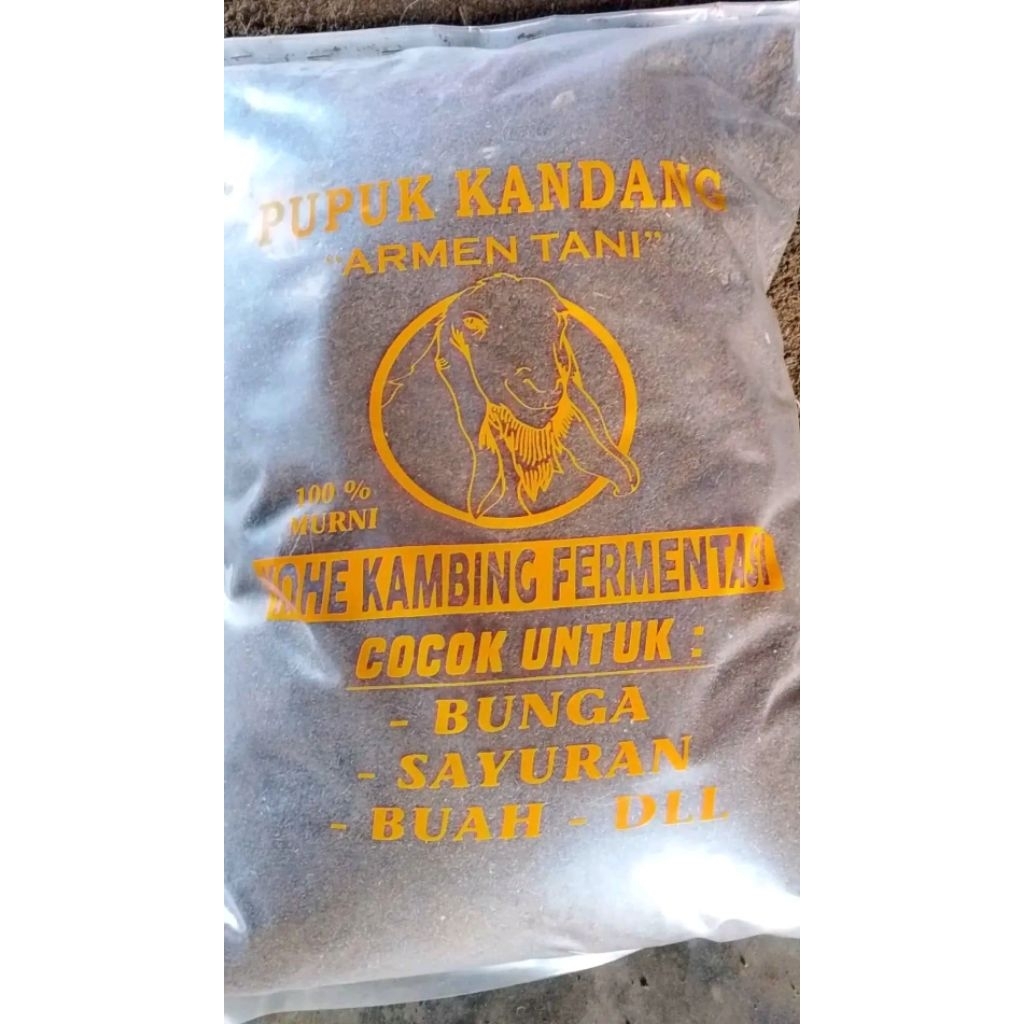 PUPUK KANDANG
"ARMEN TANI"
100 %
MURNI
KOHE KAMBING FERMENTASI
COCOK UNTUK :
- BUNGA
- SAYURAN
- BUAH - DLL